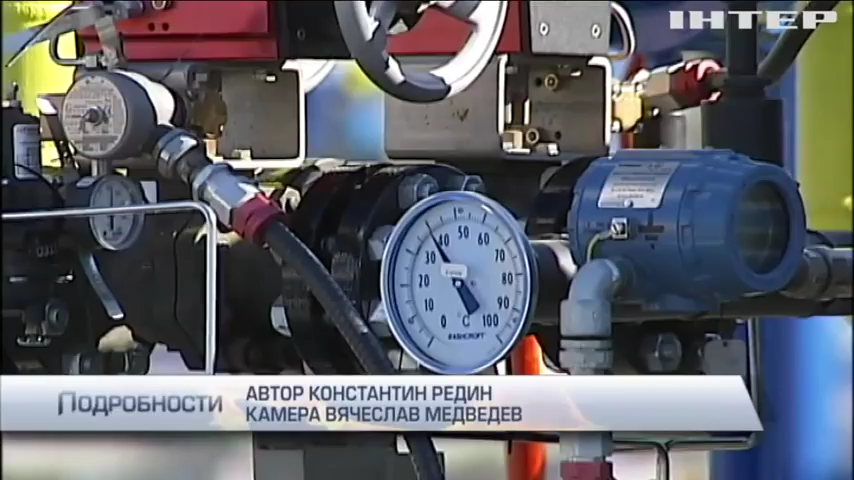 ІНТЕР
50
40 60
30 70
20 80
10 90
0 C 100
ASHCROFT
ПОДРОБНОСТИ
АВТОР КОНСТАНТИН РЕДИН
КАМЕРА ВЯЧЕСЛАВ МЕДВЕДЕВ